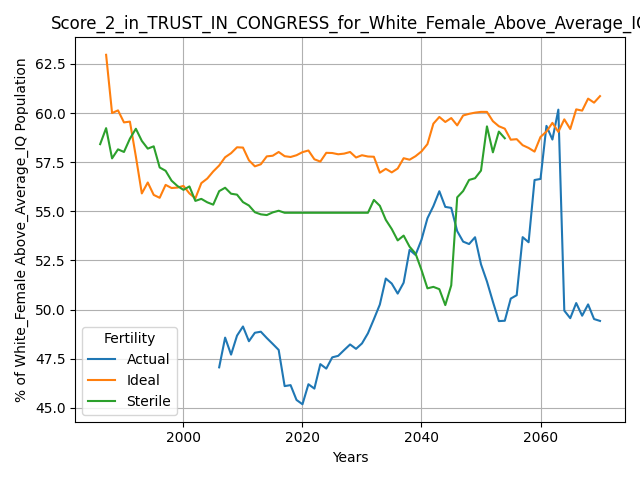 Score_2_in_TRUST_IN_CONGRESS_for_White_Female_Above_Average_IQ
% of White_Female Above_Average_IQ Population
62.5
60.0
57.5
55.0
52.5
50.0
47.5
45.0
Fertility
Actual
Ideal
Sterile
2000 2020 2040 2060
Years